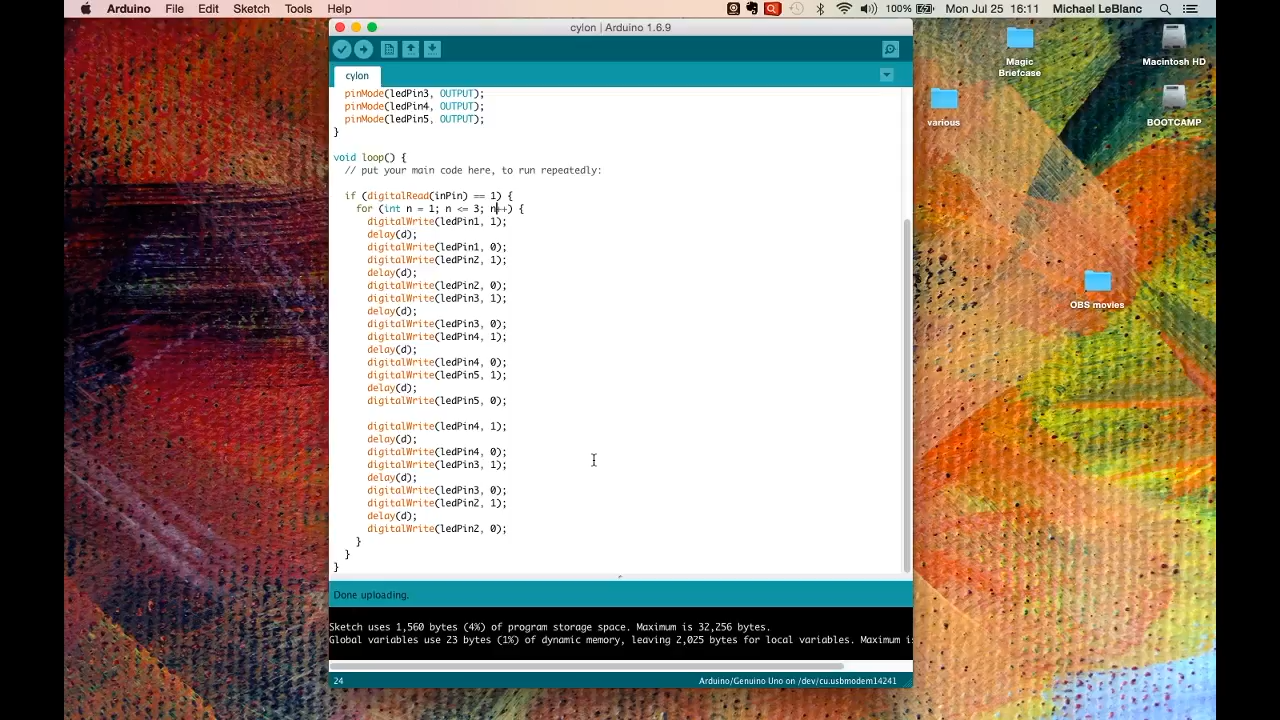 Arduino File Edit Sketch Tools Help 100% Mon Jul 25 16:11 Michael LeBlanc
cylon | Arduino 1.6.9
cylon
pinMode(ledPin3, OUTPUT);
pinMode(ledPin4, OUTPUT);
pinMode(ledPin5, OUTPUT);
}
void loop() {
// put your main code here, to run repeatedly:
if (digitalRead(inPin) == 1) {
for (int n = 1; n <= 3; n++) {
digitalWrite(ledPin1, 1);
delay(d);
digitalWrite(ledPin1, 0);
digitalWrite(ledPin2, 1);
delay(d);
digitalWrite(ledPin2, 0);
digitalWrite(ledPin3, 1);
delay(d);
digitalWrite(ledPin3, 0);
digitalWrite(ledPin4, 1);
delay(d);
digitalWrite(ledPin4, 0);
digitalWrite(ledPin5, 1);
delay(d);
digitalWrite(ledPin5, 0);
digitalWrite(ledPin4, 1);
delay(d);
digitalWrite(ledPin4, 0);
digitalWrite(ledPin3, 1);
delay(d);
digitalWrite(ledPin3, 0);
digitalWrite(ledPin2, 1);
delay(d);
digitalWrite(ledPin2, 0);
}
}
}
Done uploading.
Sketch uses 1,560 bytes (4%) of program storage space. Maximum is 32,256 bytes.
Global variables use 23 bytes (1%) of dynamic memory, leaving 2,025 bytes for local variables. Maximum is
24
Arduino/Genuino Uno on /dev/cu.usbmodem14241
Magic
Briefcase
Macintosh HD
various
BOOTCAMP
OBS movies